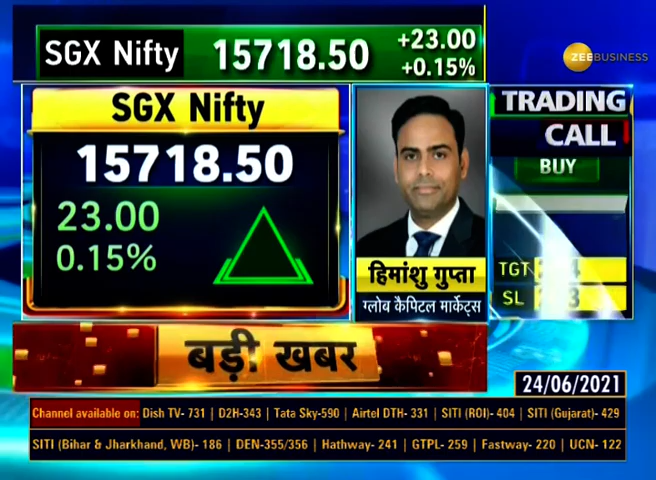 SGX Nifty 15718.50 +23.00
+0.15%
ZEEBUSINESS
SGX Nifty
15718.50
23.00
0.15%
हिमांशु गुप्ता
ग्लोब कैपिटल मार्केट्स
TRADING
CALL
BUY
TGT
SL
बड़ी खबर
24/06/2021
Channel available on: Dish TV- 731 | D2H-343 | Tata Sky-590 | Airtel DTH- 331 | SITI (ROI)- 404 | SITI (Gujarat)- 429
SITI (Bihar & Jharkhand, WB)- 186 | DEN-355/356 | Hathway- 241 | GTPL- 259 | Fastway- 220 | UCN- 122